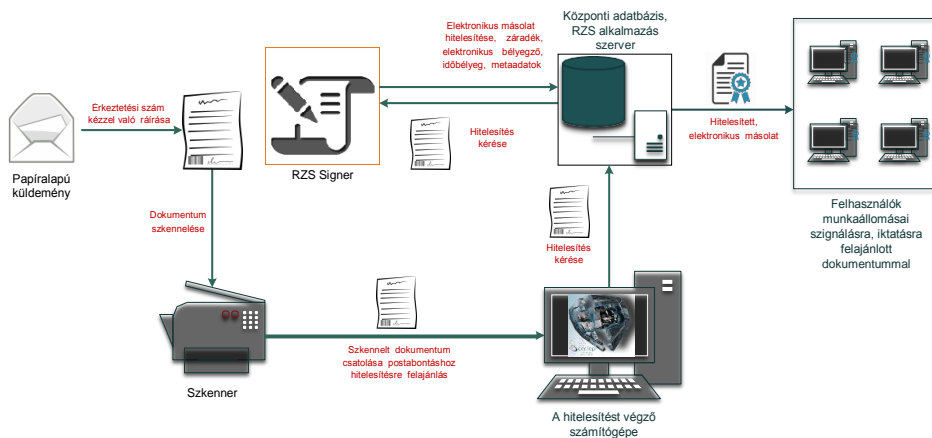 Érkeztetési szám
kézzel való ráírása
Papíralapú
küldemény
Dokumentum
szkennelése
Szkenner
Szkennelt dokumentum
csatolása postabontáshoz
hitelesítésre felajánlás
A hitelesítést végző
számítógépe
Hitelesítés
kérése
Központi adatbázis,
RZS alkalmazás
szerver
Hitelesítés
kérése
RZS Signer
Elektronikus másolat
hitelesítése, záradék,
elektronikus bélyegző,
időbélyeg, metaadatok
Hitelesített,
elektronikus másolat
Felhasználók
munkaállomásai
szignálásra, iktatásra
felajánlott
dokumentummal